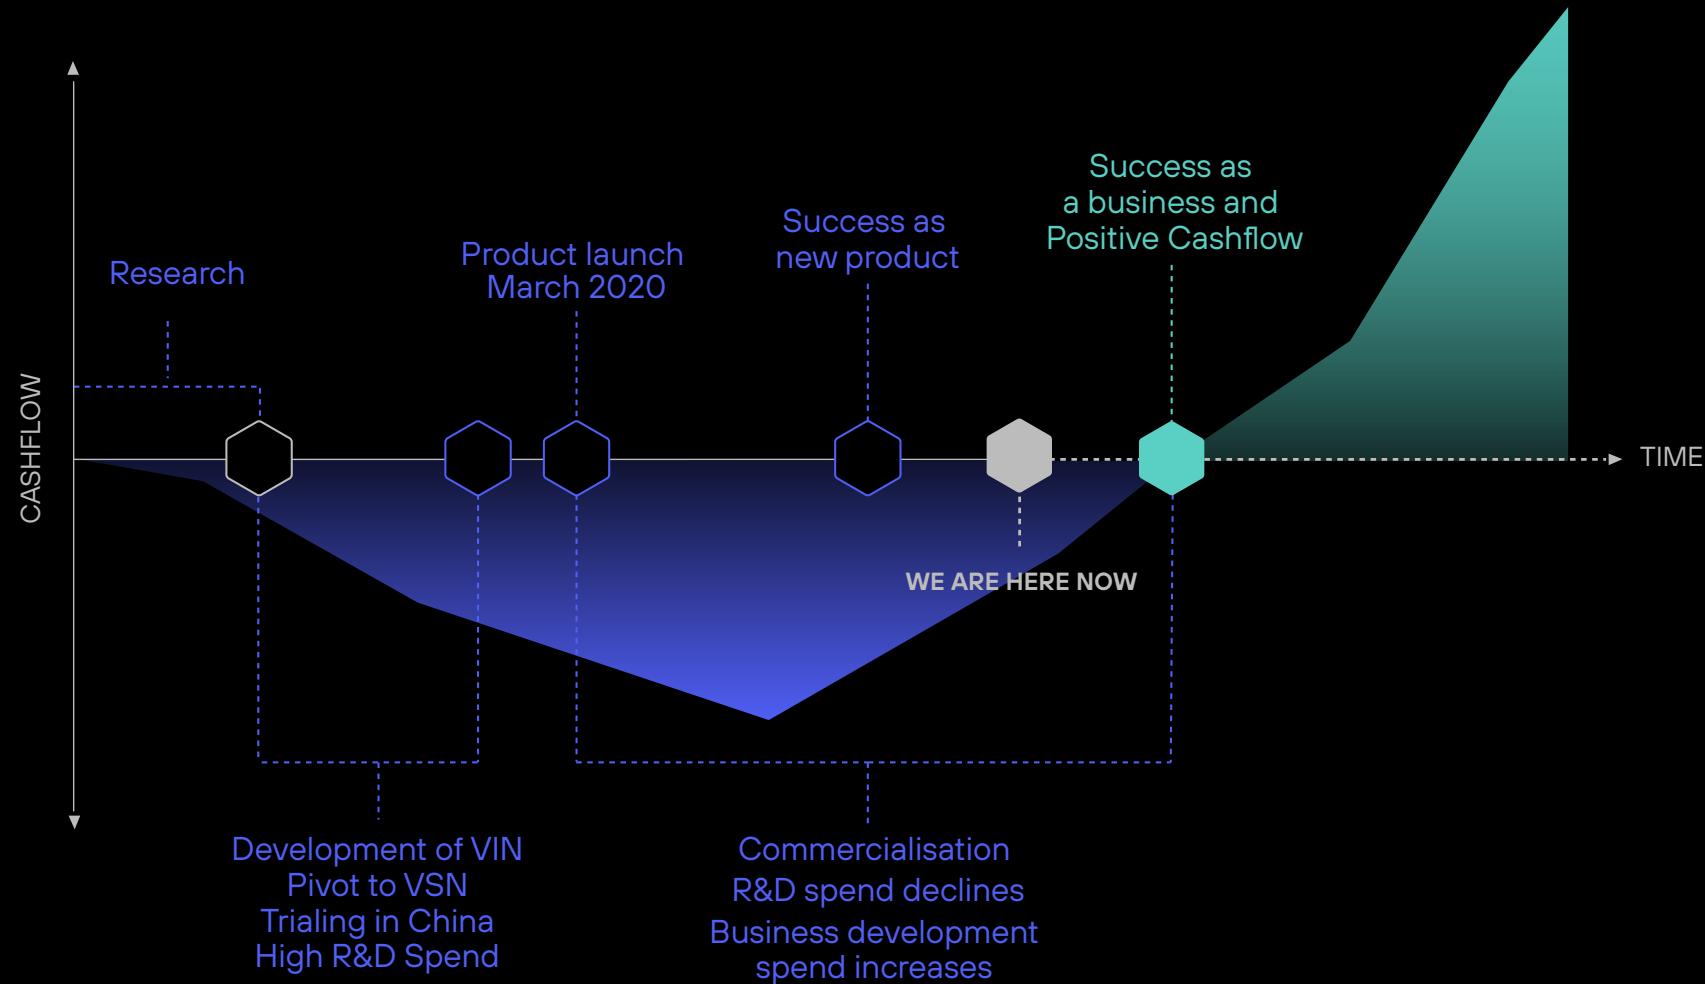 Success as
a business and
Positive Cashflow
Success as
new product
Product launch
March 2020
Research
CASHFLOW
TIME
WE ARE HERE NOW
Development of VIN
Pivot to VSN
Trialing in China
High R&D Spend
Commercialisation
R&D spend declines
Business development
spend increases